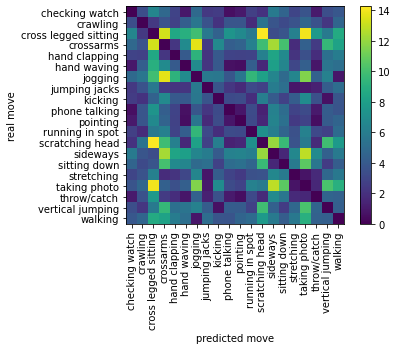 real move
checking watch
crawling
cross legged sitting
crossarms
hand clapping
hand waving
jogging
jumping jacks
kicking
phone talking
pointing
running in spot
scratching head
sideways
sitting down
stretching
taking photo
throw/catch
vertical jumping
walking
checking watch
crawling
cross legged sitting
crossarms
hand clapping
hand waving
jogging
jumping jacks
kicking
phone talking
pointing
running in spot
scratching head
sideways
sitting down
stretching
taking photo
throw/catch
vertical jumping
walking
predicted move
14
12
10
8
6
4
2
0